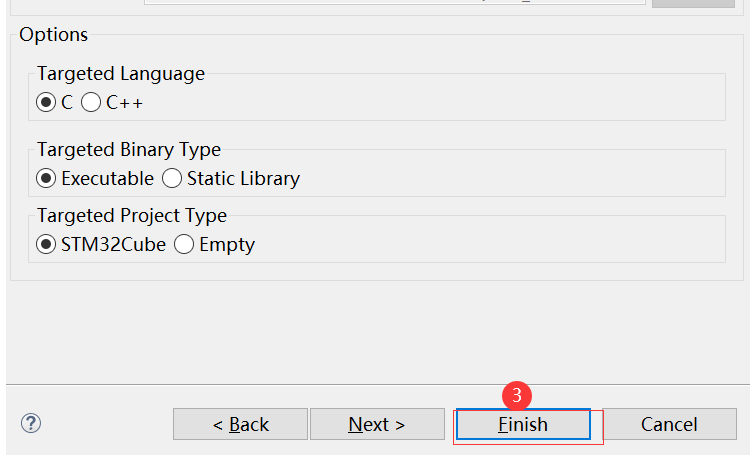 Options
Targeted Language
C C++
Targeted Binary Type
Executable Static Library
Targeted Project Type
STM32Cube Empty
3
?
< Back Next > Finish Cancel